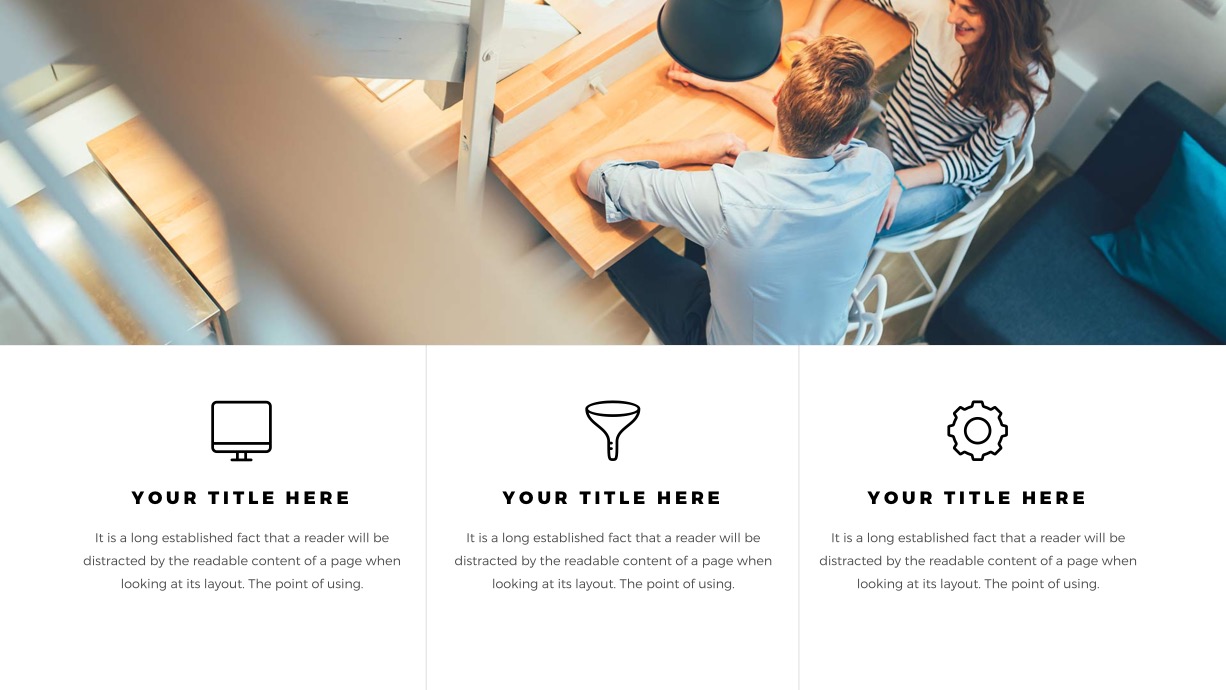 YOUR TITLE HERE
It is a long established fact that a reader will be
distracted by the readable content of a page when
looking at its layout. The point of using.
YOUR TITLE HERE
It is a long established fact that a reader will be
distracted by the readable content of a page when
looking at its layout. The point of using.
YOUR TITLE HERE
It is a long established fact that a reader will be
distracted by the readable content of a page when
looking at its layout. The point of using.